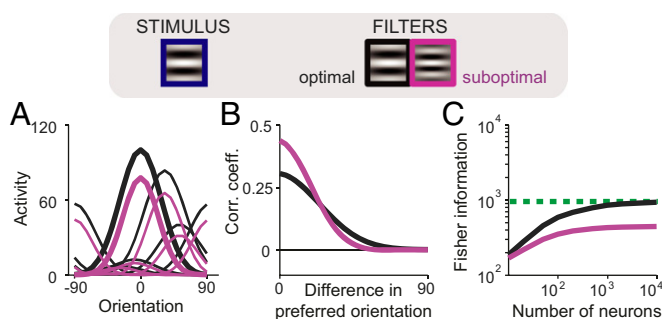 STIMULUS
FILTERS
optimal
suboptimal
A
120
60
0
Activity
-90
0
90
Orientation
B
0.5
0.25
0
Corr. coeff.
0
90
Difference in
preferred orientation
C
10^4
10^3
10^2
Fisher information
10^2
10^3
10^4
Number of neurons